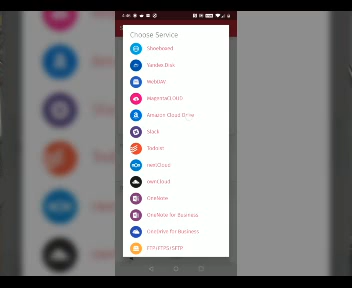 Choose Service
Shoeboxed
Yandex.Disk
WebDAV
MagentaCLOUD
Amazon Cloud Drive
Slack
Todoist
nextCloud
ownCloud
OneNote
OneNote for Business
OneDrive for Business
FTP/FTPS/SFTP